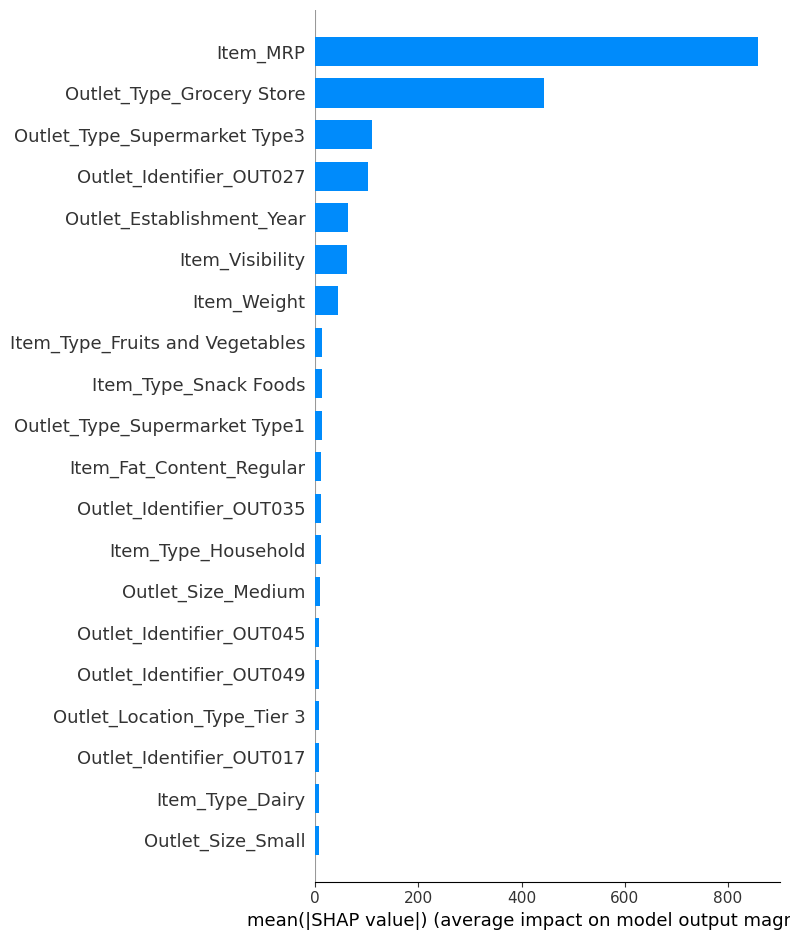 Item_MRP
Outlet_Type_Grocery Store
Outlet_Type_Supermarket Type3
Outlet_Identifier_OUT027
Outlet_Establishment_Year
Item_Visibility
Item_Weight
Item_Type_Fruits and Vegetables
Item_Type_Snack Foods
Outlet_Type_Supermarket Type1
Item_Fat_Content_Regular
Outlet_Identifier_OUT035
Item_Type_Household
Outlet_Size_Medium
Outlet_Identifier_OUT045
Outlet_Identifier_OUT049
Outlet_Location_Type_Tier 3
Outlet_Identifier_OUT017
Item_Type_Dairy
Outlet_Size_Small
0 200 400 600 800
mean(|SHAP value|) (average impact on model output magr